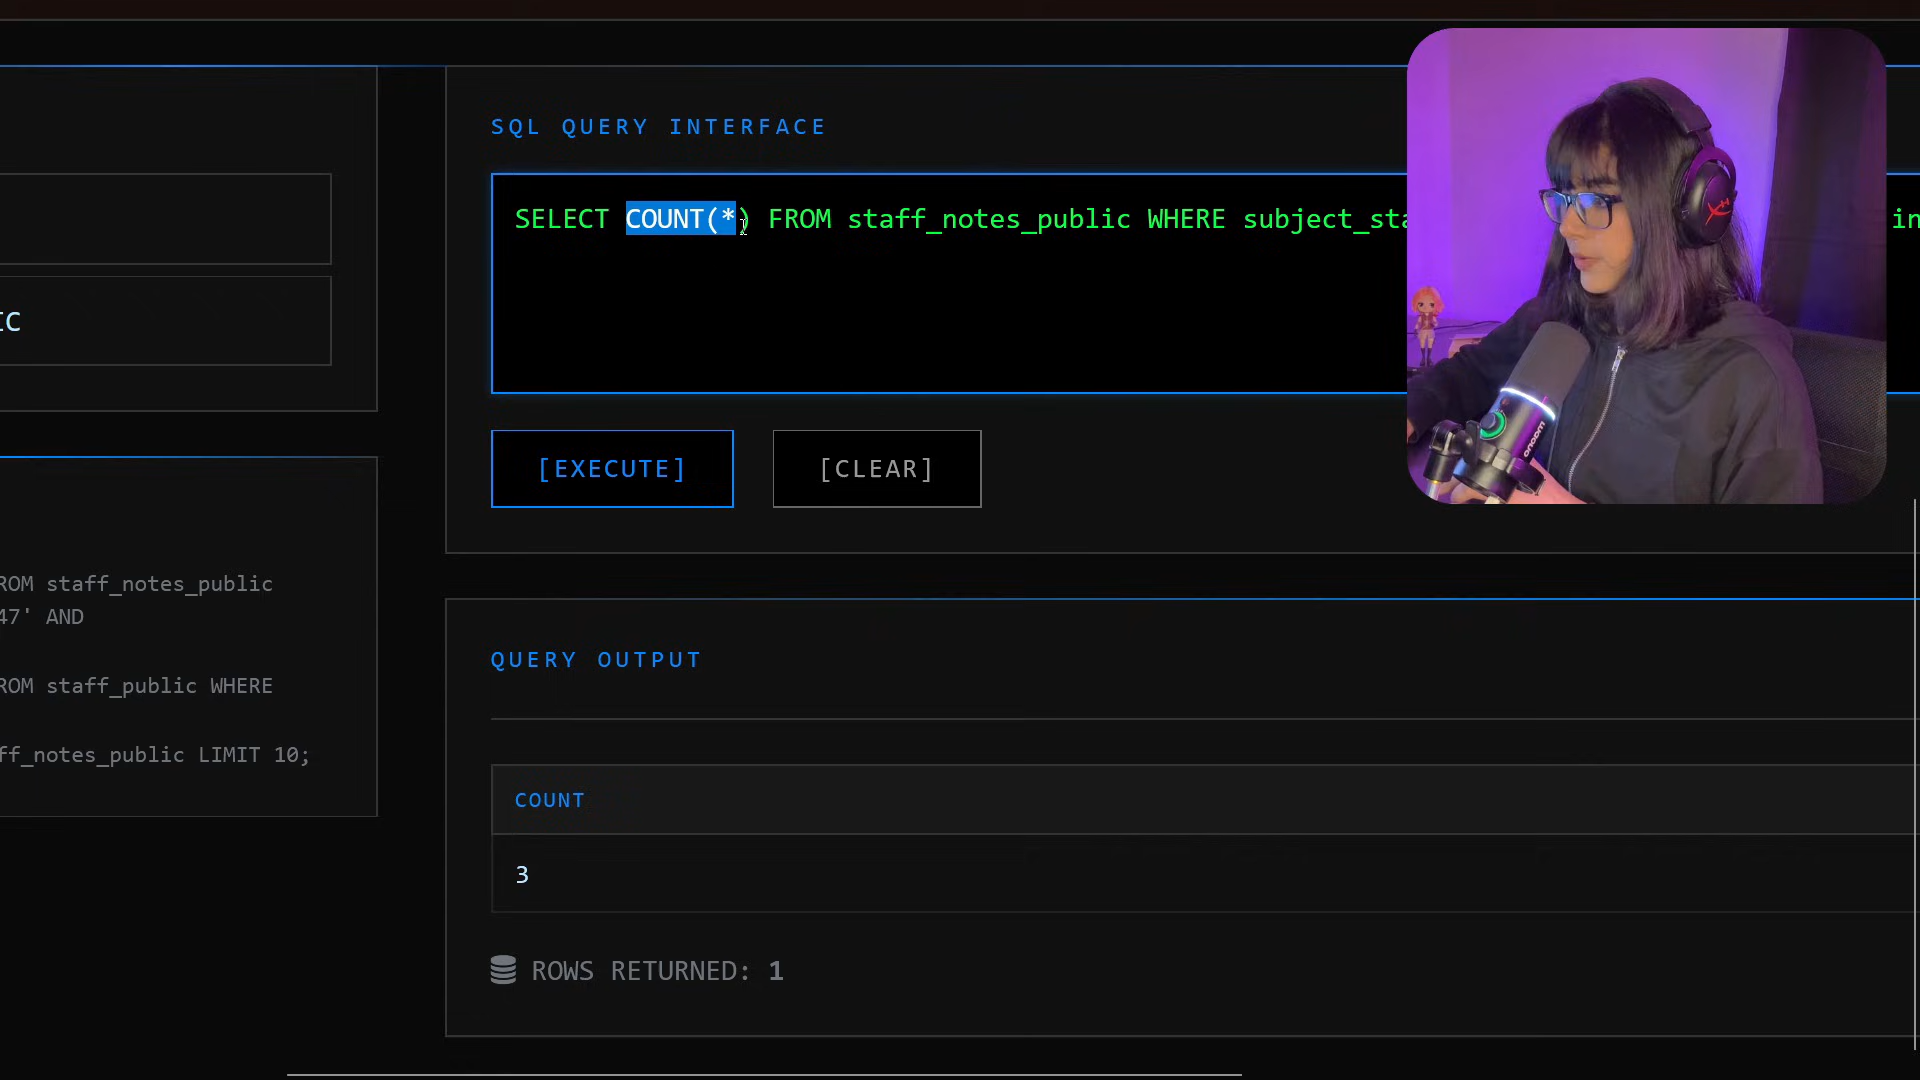 SQL QUERY INTERFACE
SELECT COUNT(*) FROM staff_notes_public WHERE subject_sta in
[EXECUTE] [CLEAR]
IC
ROM staff_notes_public
47' AND
ROM staff_public WHERE
ff_notes_public LIMIT 10;
QUERY OUTPUT
COUNT
3
ROWS RETURNED: 1